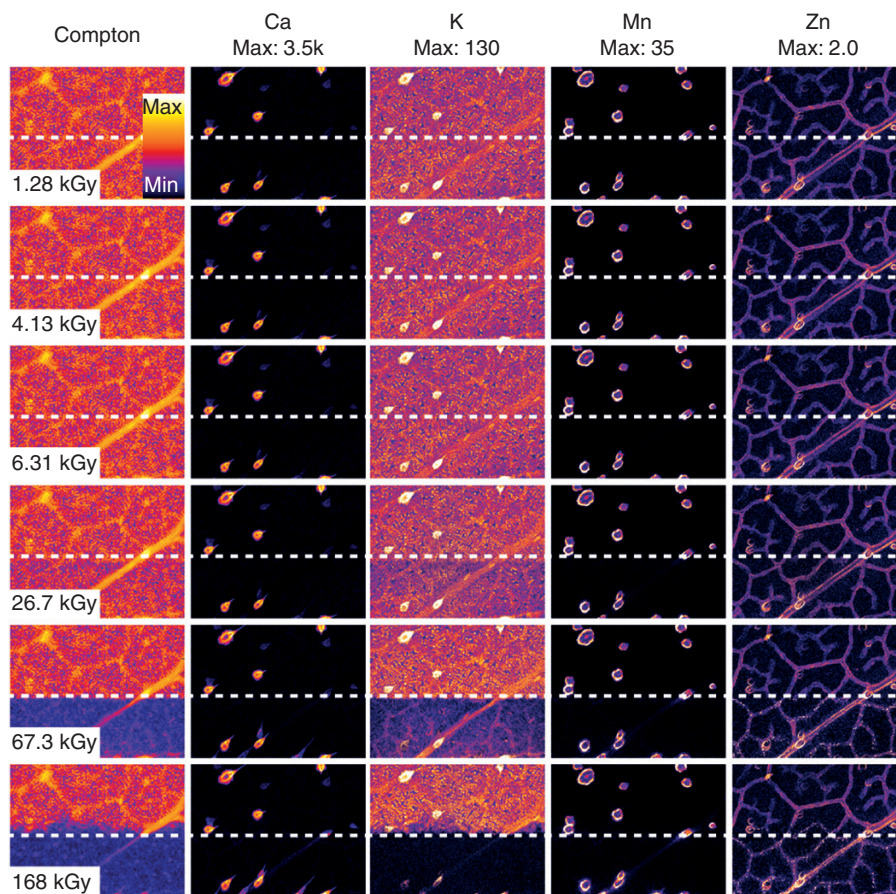 Compton
Ca
Max: 3.5k
K
Max: 130
Mn
Max: 35
Zn
Max: 2.0
Max
Min
1.28 kGy
4.13 kGy
6.31 kGy
26.7 kGy
67.3 kGy
168 kGy